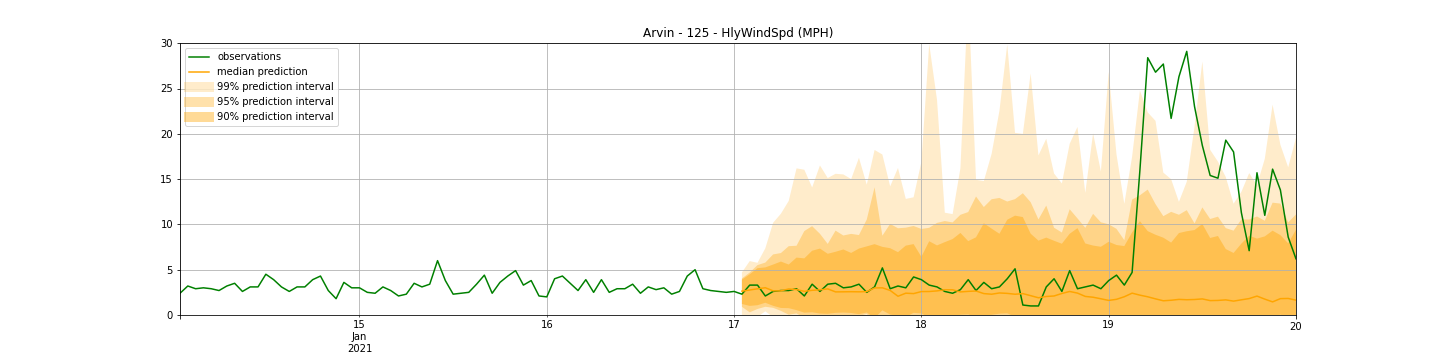 Arvin - 125 - HlyWindSpd (MPH)
30
25
20
15
10
5
0
observations
median prediction
99% prediction interval
95% prediction interval
90% prediction interval
15
16
17
18
19
20
Jan
2021